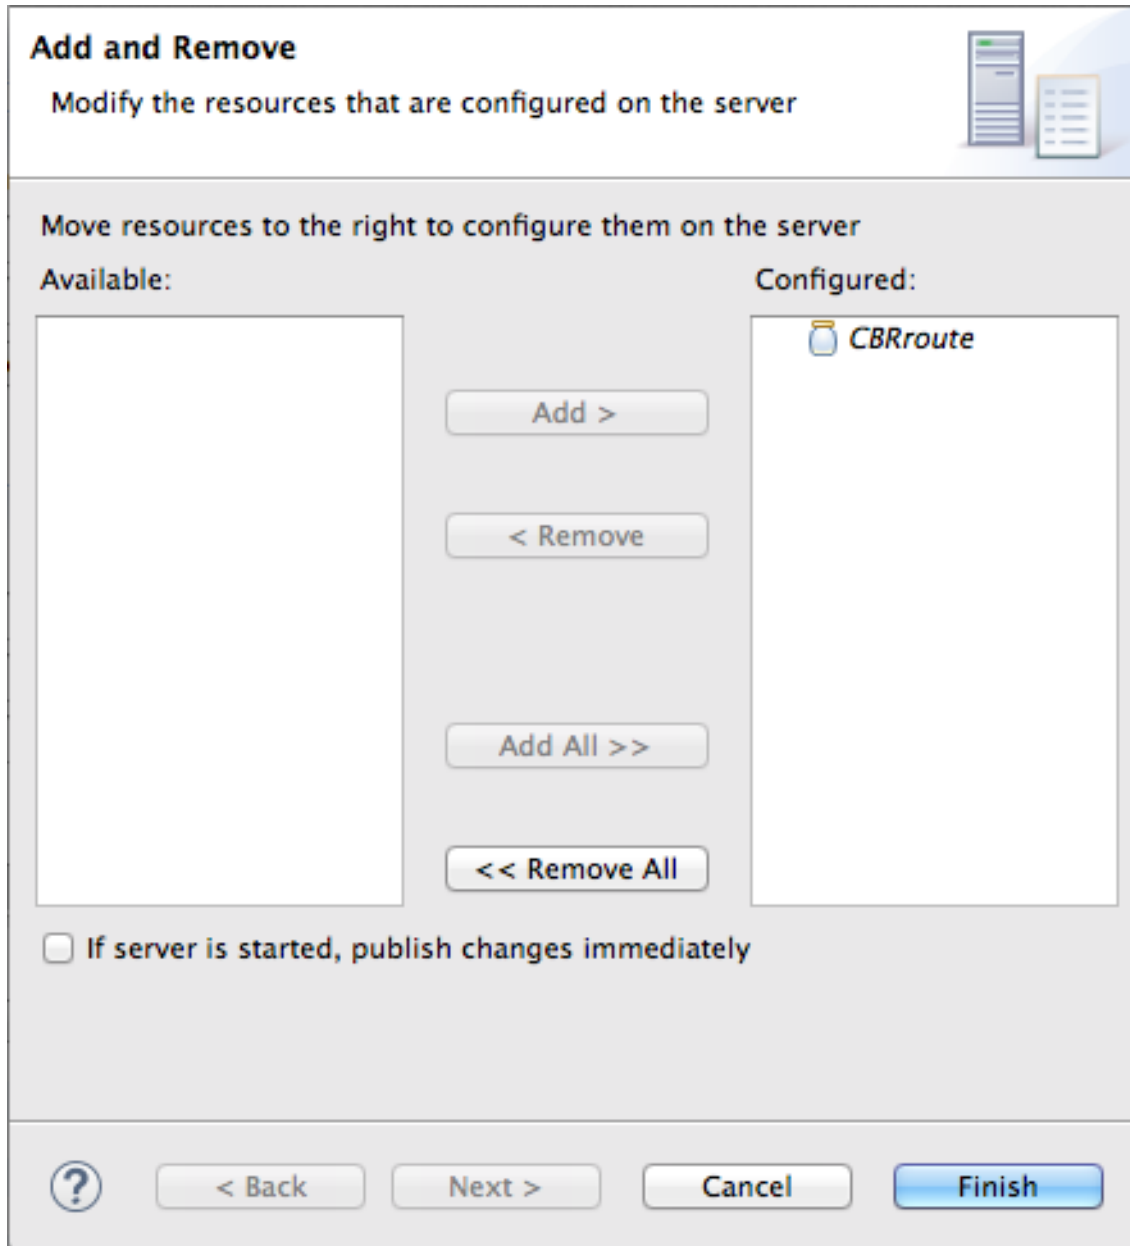 Add and Remove
Modify the resources that are configured on the server
Move resources to the right to configure them on the server
Available:
Configured:
CBRroute
Add >
< Remove
Add All >>
<< Remove All
If server is started, publish changes immediately
?
< Back
Next >
Cancel
Finish